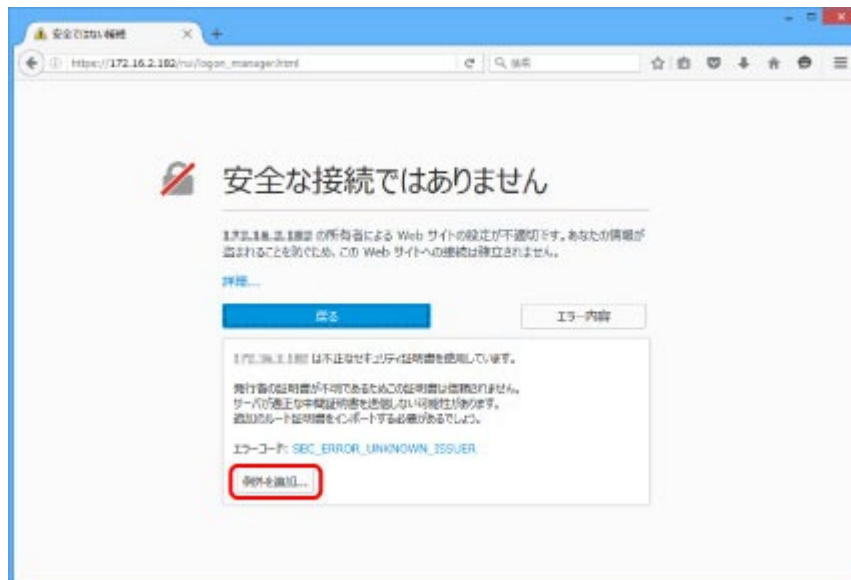 安全ではない接続
https://172.16.2.182/rui/logon_manager.html
検索
安全な接続ではありません
172.16.2.182 の所有者による Web サイトの設定が不適切です。あなたの情報が
盗まれることを防ぐため、この Web サイトへの接続は確立されません。
詳細...
戻る
エラー内容
は不正なセキュリティ証明書を使用しています。
発行者の証明書が不明であるためこの証明書は信頼されません。
サーバが適正な中間証明書を送信しない可能性があります。
追加のルート証明書をインポートする必要があるでしょう。
エラーコード: SEC_ERROR_UNKNOWN_ISSUER
例外を追加...